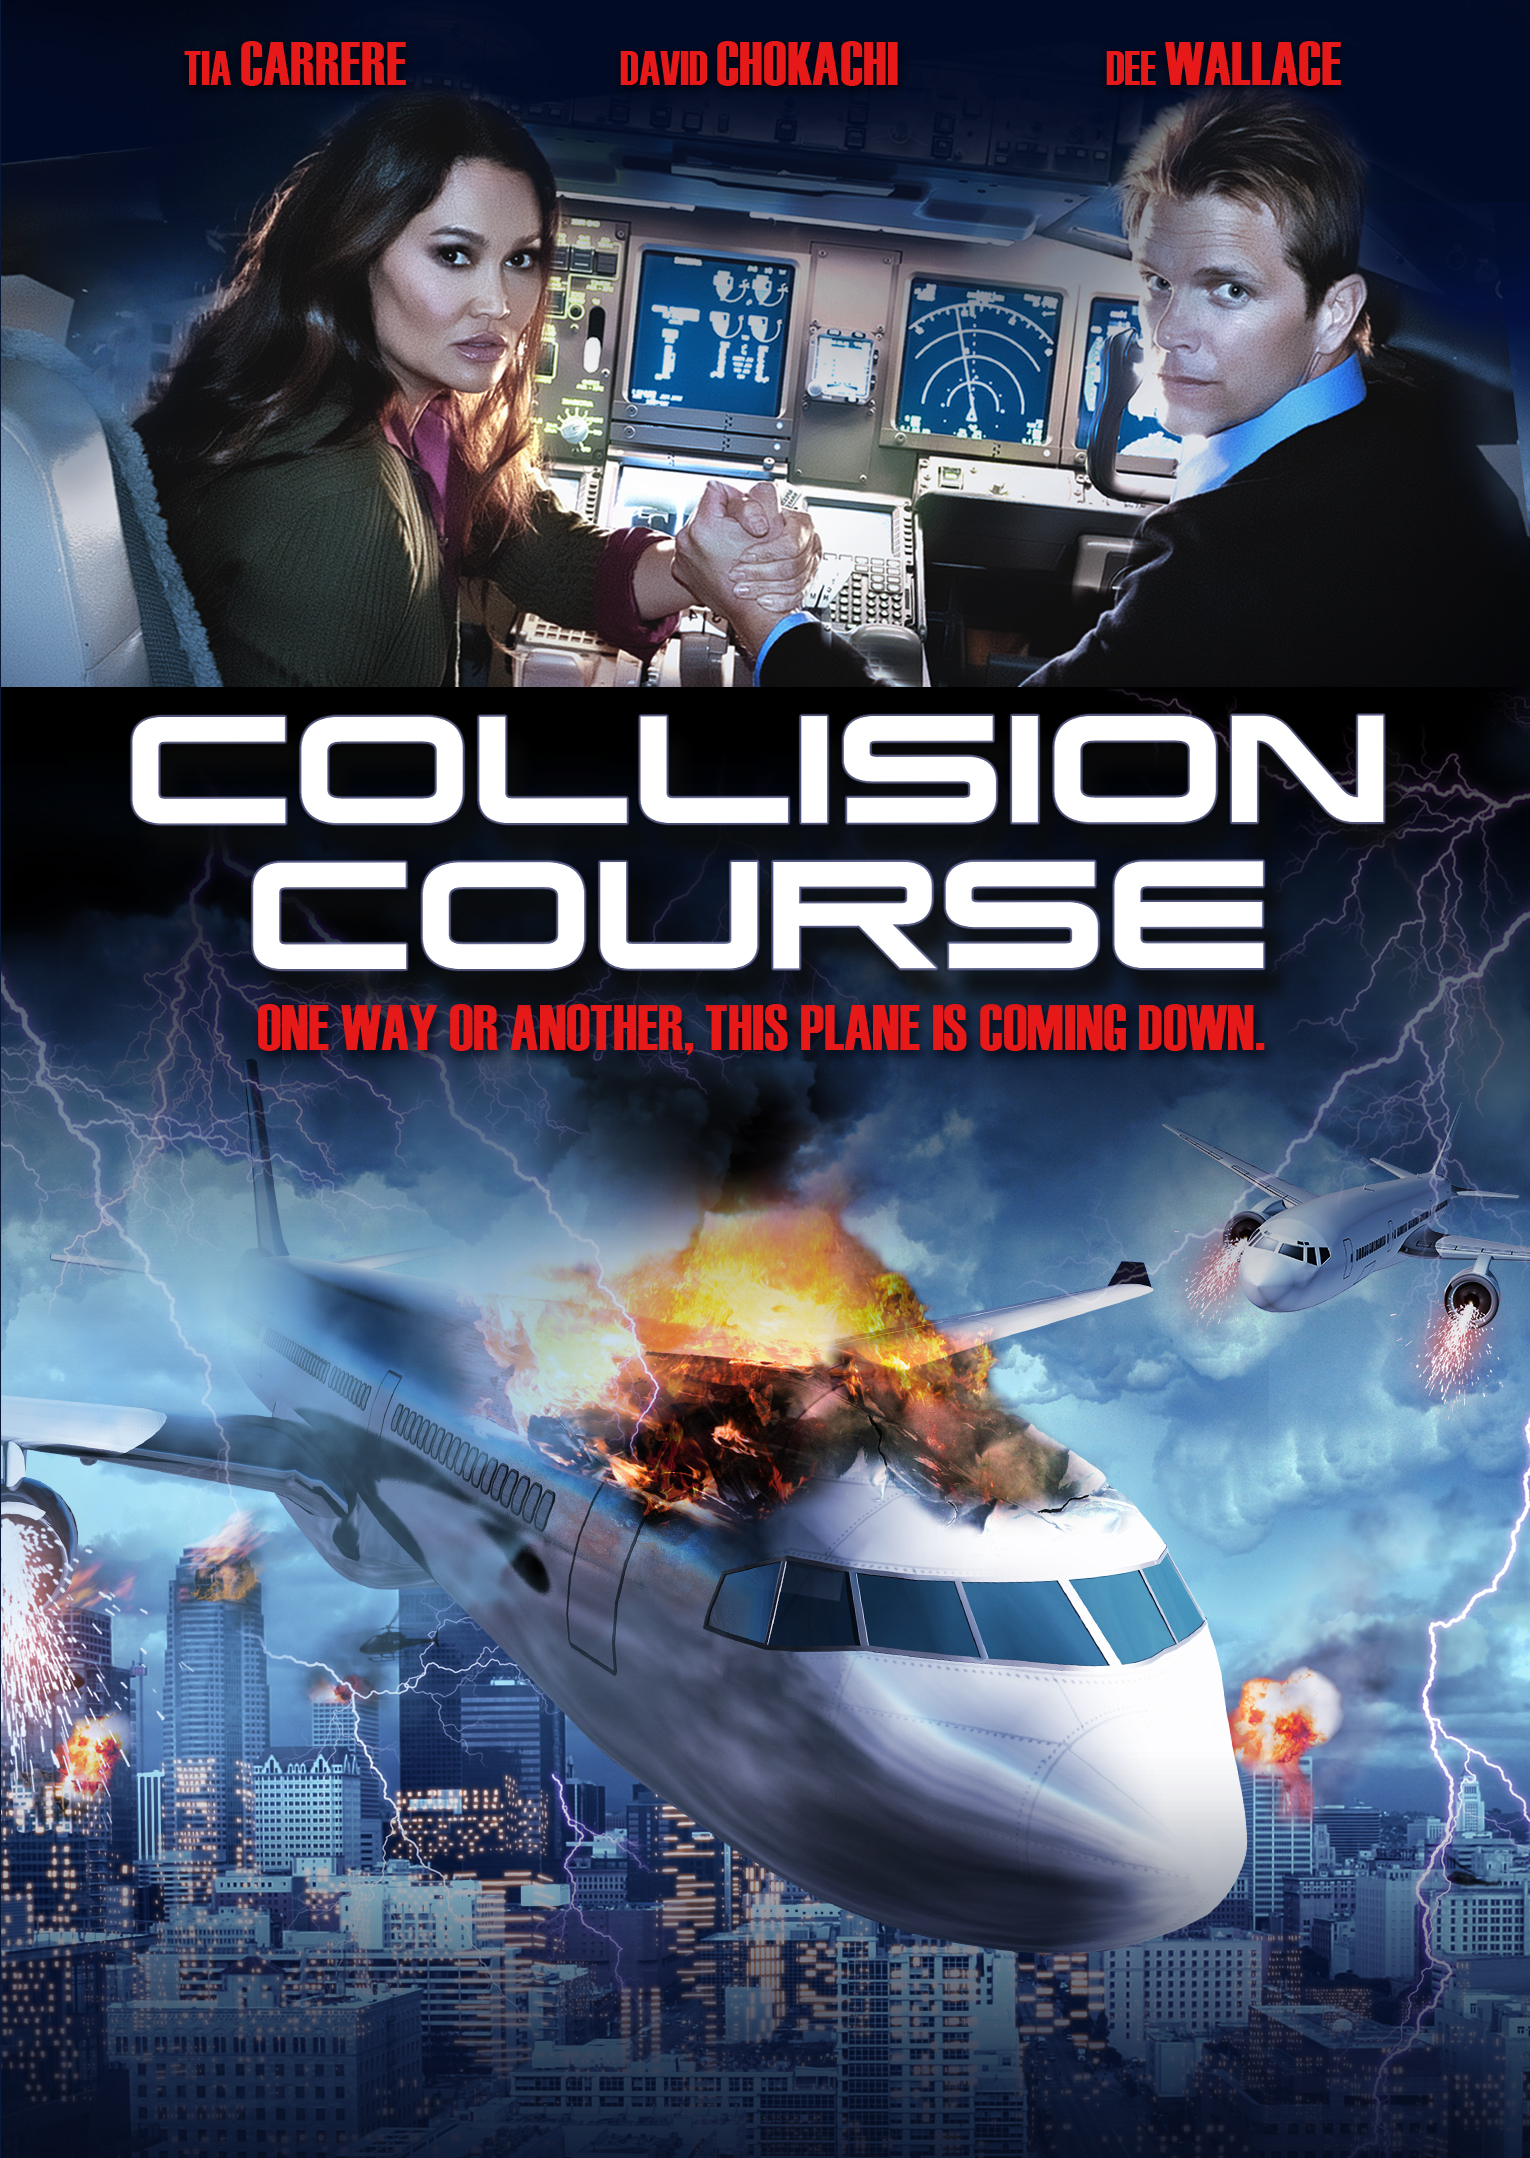 TIA CARRERE DAVID CHOKACHI DEE WALLACE
COLLISION
COURSE
ONE WAY OR ANOTHER, THIS PLANE IS COMING DOWN.